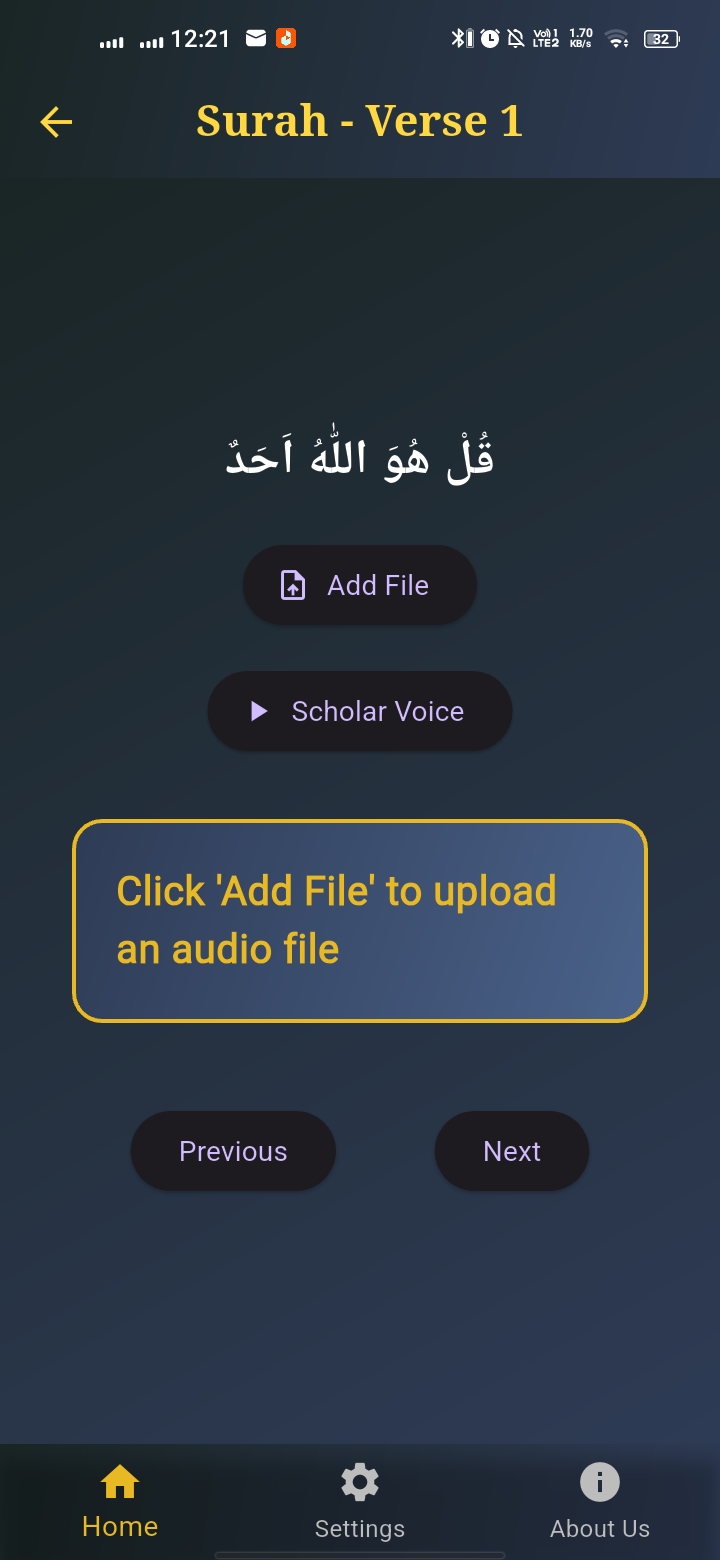 12:21
Vo) 1
LTE2
1.70
KB/s
32
Surah - Verse 1
قُلْ هُوَ اللّٰهُ اَحَدٌ
Add File
Scholar Voice
Click 'Add File' to upload
an audio file
Previous
Next
Home
Settings
About Us